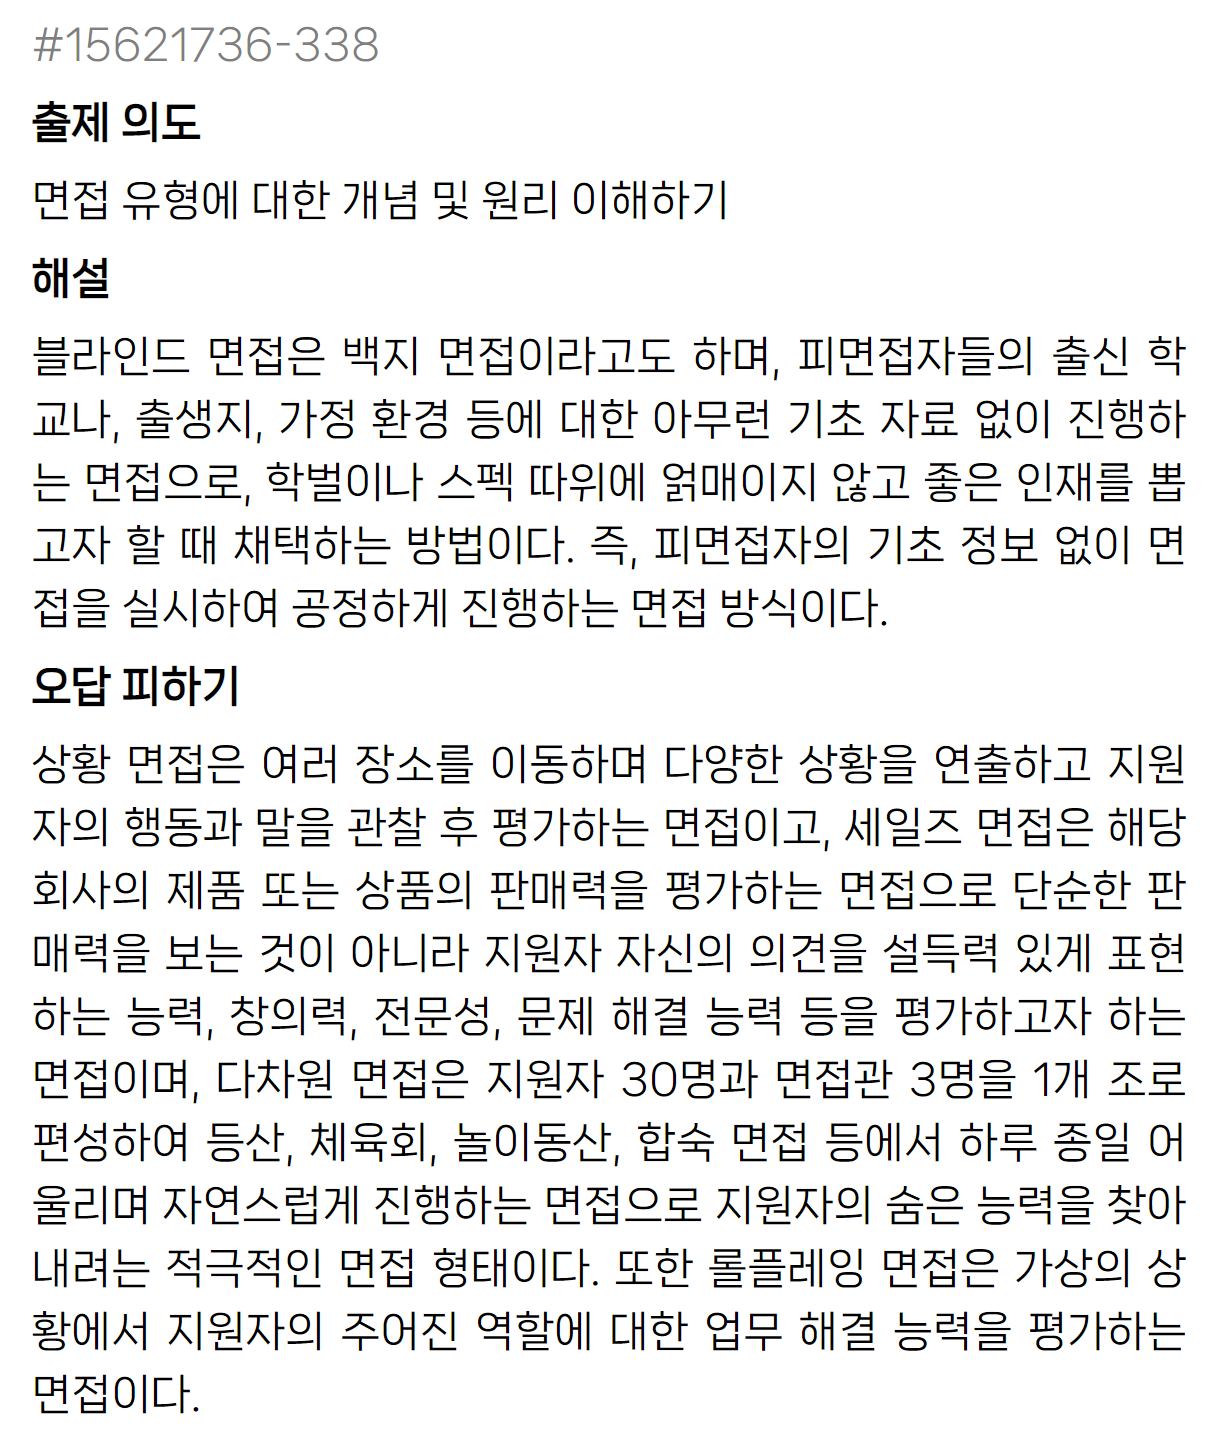 #15621736-338
출제 의도
면접 유형에 대한 개념 및 원리 이해하기
해설
블라인드 면접은 백지 면접이라고도 하며, 피면접자들의 출신 학
교나, 출생지, 가정 환경 등에 대한 아무런 기초 자료 없이 진행하
는 면접으로, 학벌이나 스펙 따위에 얽매이지 않고 좋은 인재를 뽑
고자 할 때 채택하는 방법이다. 즉, 피면접자의 기초 정보 없이 면
접을 실시하여 공정하게 진행하는 면접 방식이다.
오답 피하기
상황 면접은 여러 장소를 이동하며 다양한 상황을 연출하고 지원
자의 행동과 말을 관찰 후 평가하는 면접이고, 세일즈 면접은 해당
회사의 제품 또는 상품의 판매력을 평가하는 면접으로 단순한 판
매력을 보는 것이 아니라 지원자 자신의 의견을 설득력 있게 표현
하는 능력, 창의력, 전문성, 문제 해결 능력 등을 평가하고자 하는
면접이며, 다차원 면접은 지원자 30명과 면접관 3명을 1개 조로
편성하여 등산, 체육회, 놀이동산, 합숙 면접 등에서 하루 종일 어
울리며 자연스럽게 진행하는 면접으로 지원자의 숨은 능력을 찾아
내려는 적극적인 면접 형태이다. 또한 롤플레잉 면접은 가상의 상
황에서 지원자의 주어진 역할에 대한 업무 해결 능력을 평가하는
면접이다.